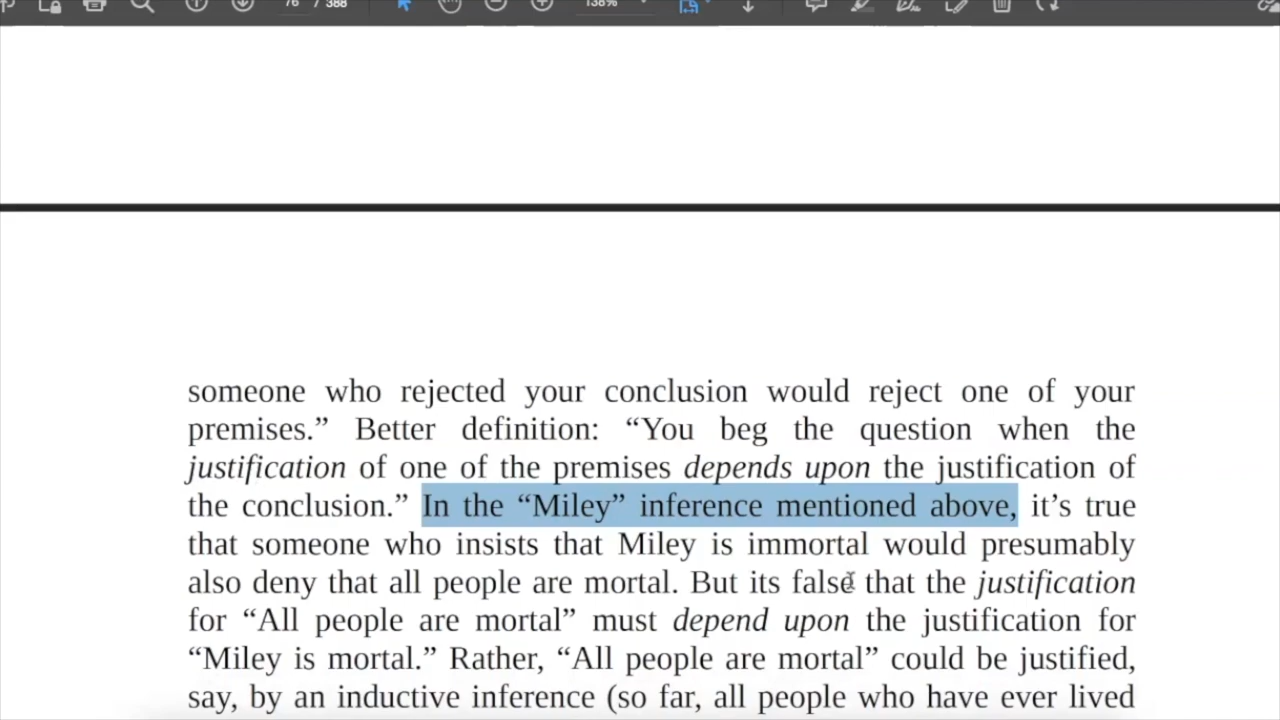 76 / 388
138%
someone who rejected your conclusion would reject one of your
premises.” Better definition: “You beg the question when the
justification of one of the premises depends upon the justification of
the conclusion.” In the “Miley” inference mentioned above, it’s true
that someone who insists that Miley is immortal would presumably
also deny that all people are mortal. But its false that the justification
for “All people are mortal” must depend upon the justification for
“Miley is mortal.” Rather, “All people are mortal” could be justified,
say, by an inductive inference (so far, all people who have ever lived